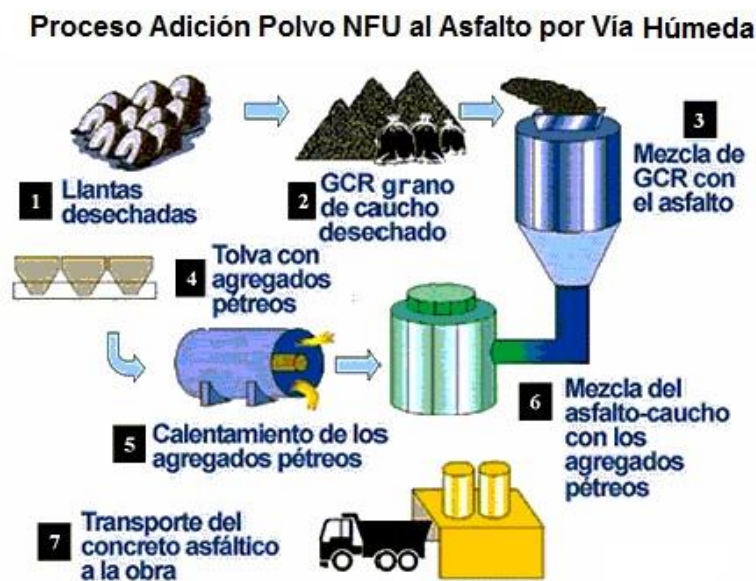 Proceso Adición Polvo NFU al Asfalto por Vía Húmeda
1 Llantas
desechadas
2 GCR grano
de caucho
desechado
3
Mezcla de
GCR con
el asfalto
4 Tolva con
agregados
pétreos
5 Calentamiento de los
agregados pétreos
6 Mezcla del
asfalto-caucho
con los
agregados
pétreos
7 Transporte del
concreto asfáltico
a la obra